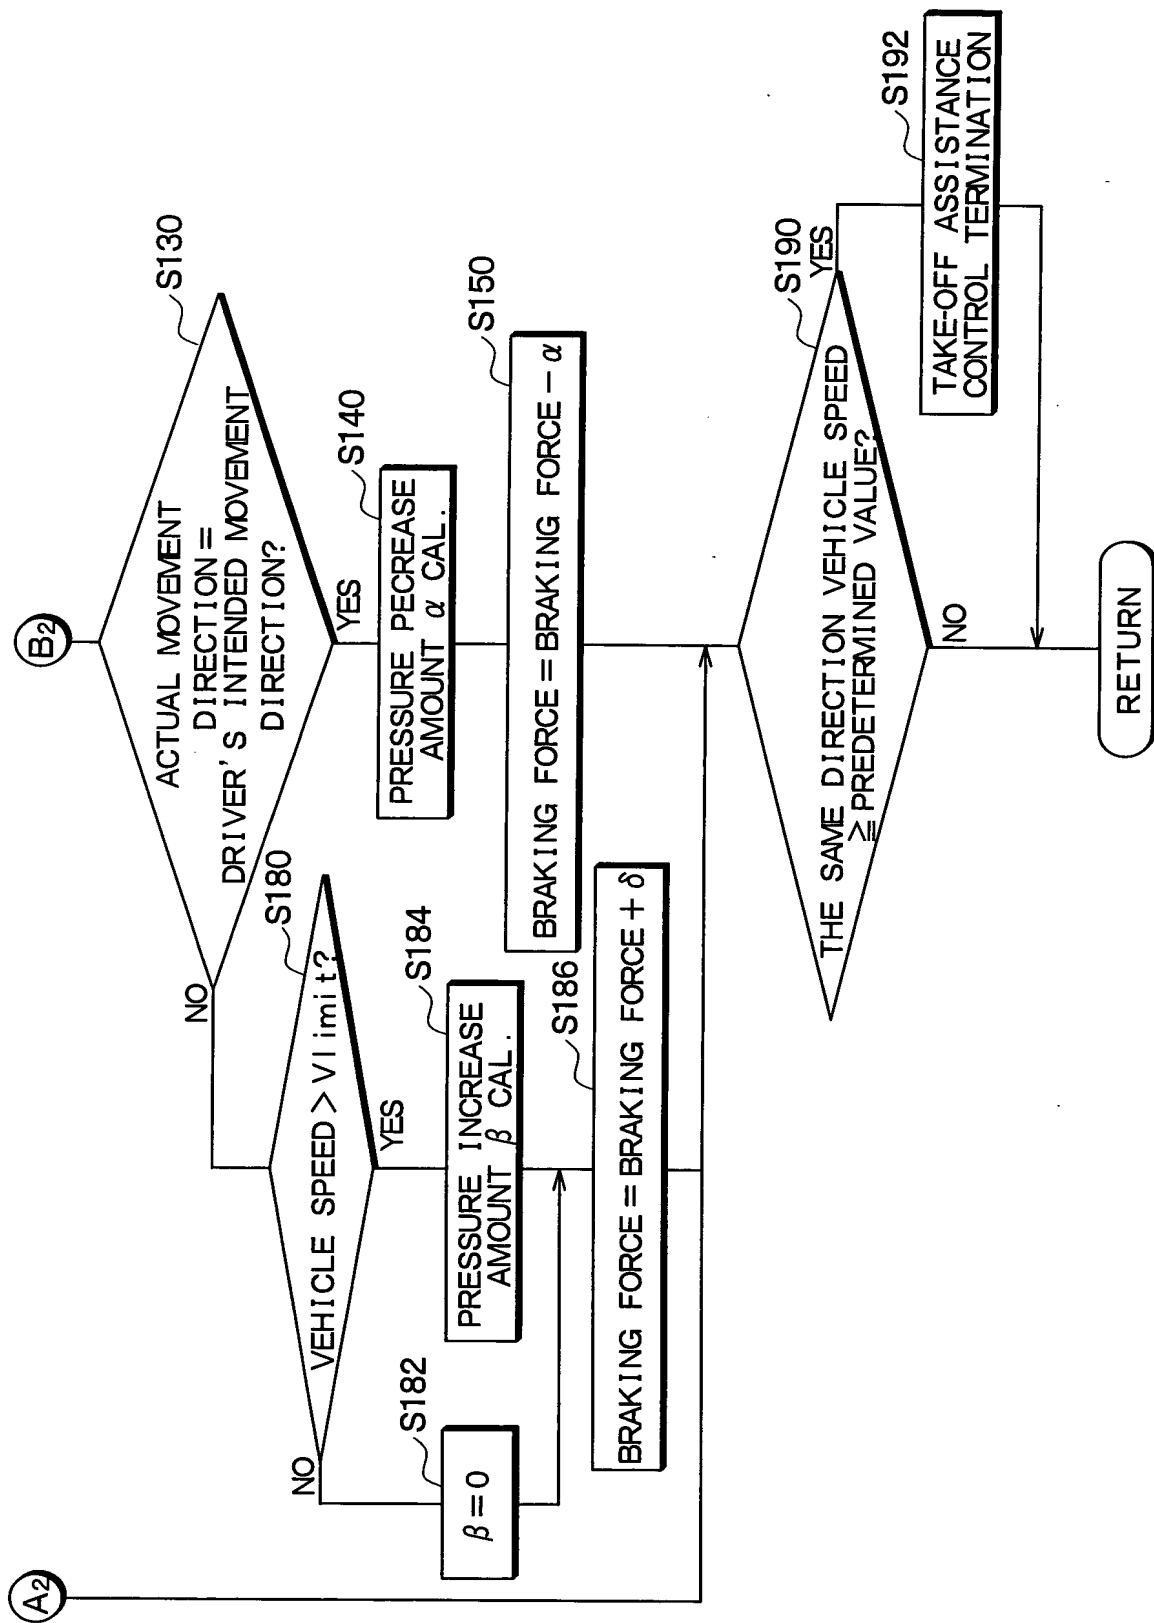 A2
B2
ACTUAL MOVEMENT
DIRECTION=
DRIVER'S INTENDED MOVEMENT
DIRECTION?
S130
NO
YES
S180
VEHICLE SPEED>Vlimit?
NO
YES
S182
β=0
S184
PRESSURE INCREASE
AMOUNT β CAL.
S186
BRAKING FORCE=BRAKING FORCE+δ
S140
PRESSURE PECREASE
AMOUNT α CAL.
S150
BRAKING FORCE=BRAKING FORCE-α
S190
THE SAME DIRECTION VEHICLE SPEED
≧PREDETERMINED VALUE?
YES
NO
S192
TAKE-OFF ASSISTANCE
CONTROL TERMINATION
RETURN